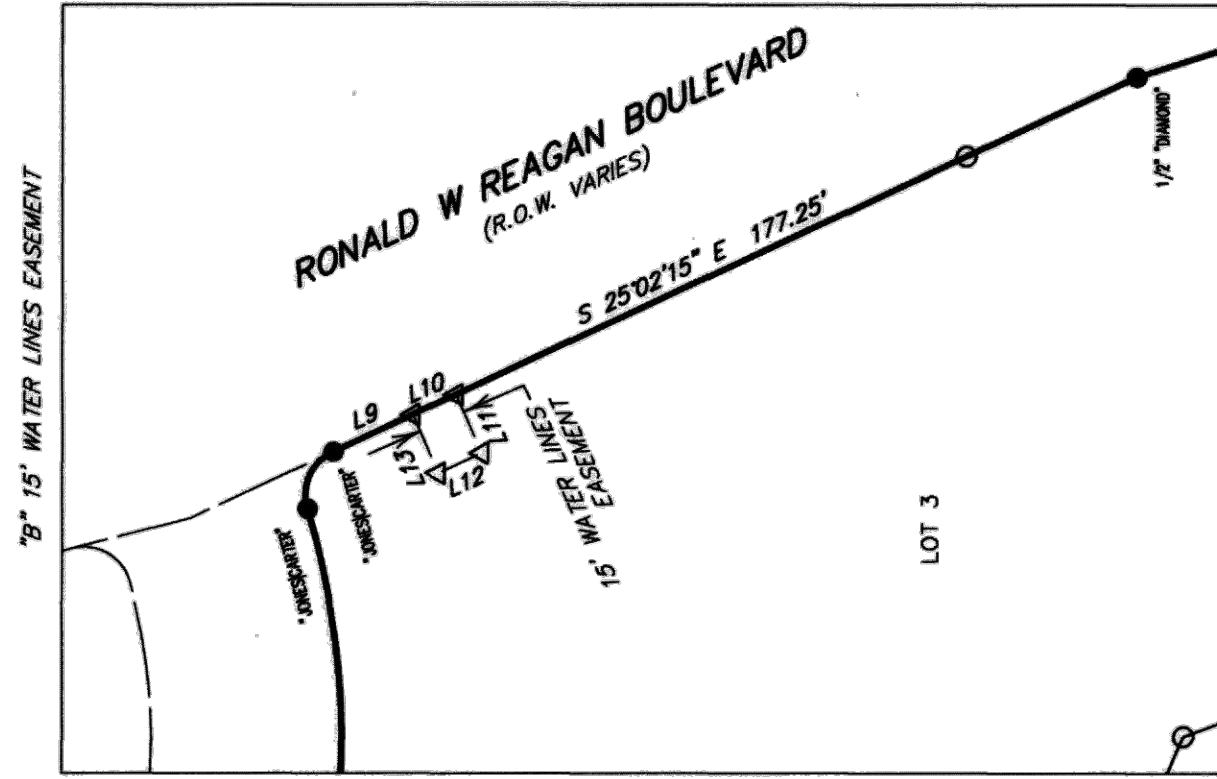 "B" 15' WATER LINES EASEMENT
RONALD W REAGAN BOULEVARD
(R.O.W. VARIES)
1/2" "DIAMOND"
S 25°02'15" E 177.25'
L9
L10
L11
L12
L13
"JONES|CARTER"
"JONES|CARTER"
15' WATER LINES
EASEMENT
LOT 3